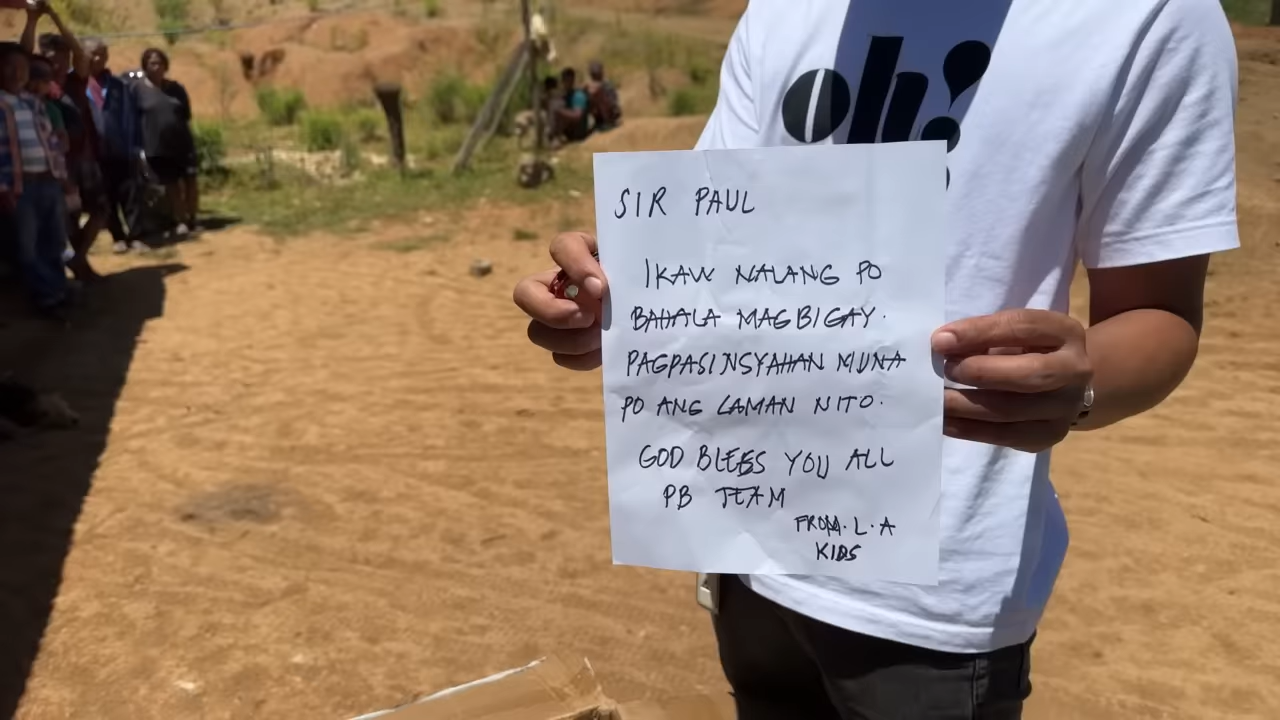 oh!
SIR PAUL
IKAW NALANG PO
BAHALA MAGBIGAY.
PAGPASINSYAHAN MUNA
PO ANG LAMAN NITO.
GOD BLESS YOU ALL
PB TEAM
FROM. L. A
KIDS